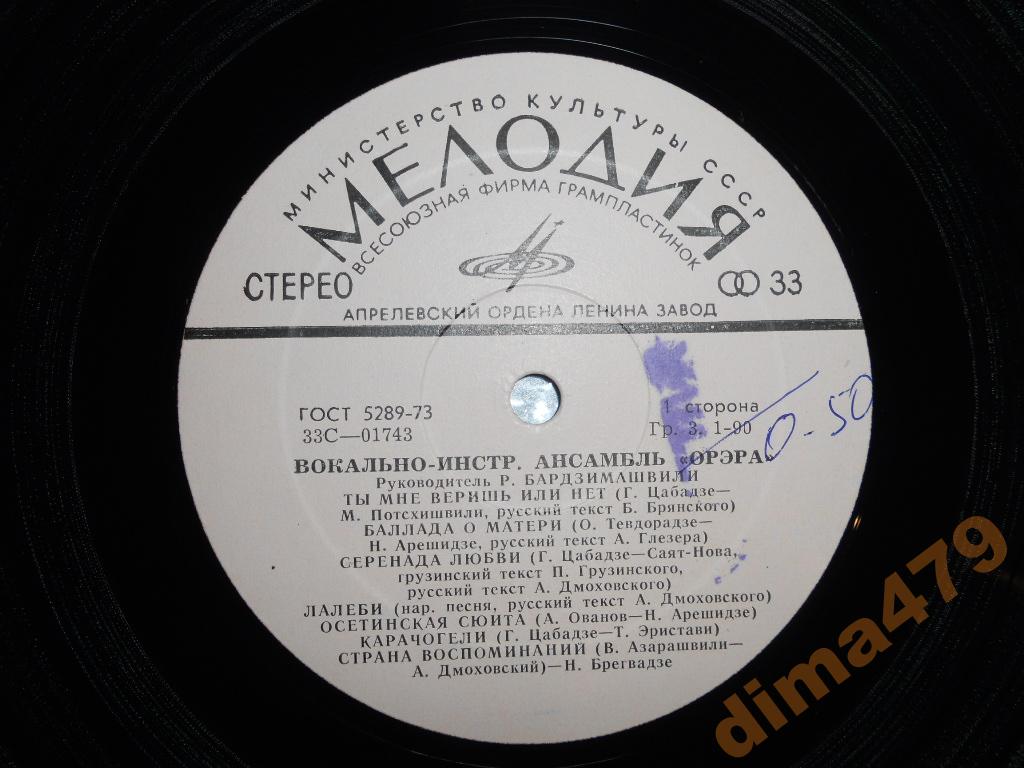 МИНИСТЕРСТВО КУЛЬТУРЫ СССР
МЕЛОДИЯ
ВСЕСОЮЗНАЯ ФИРМА ГРАМПЛАСТИНОК
СТЕРЕО
33
АПРЕЛЕВСКИЙ ОРДЕНА ЛЕНИНА ЗАВОД
ГОСТ 5289-73
1 сторона
33С—01743
Гр. 3. 1-90
0-50
ВОКАЛЬНО-ИНСТР. АНСАМБЛЬ «ОРЭРА»
Руководитель Р. БАРДЗИМАШВИЛИ
ТЫ МНЕ ВЕРИШЬ ИЛИ НЕТ (Г. Цабадзе—
М. Потсхишвили, русский текст Б. Брянского)
БАЛЛАДА О МАТЕРИ (О. Тевдорадзе—
Н. Арешидзе, русский текст А. Глезера)
СЕРЕНАДА ЛЮБВИ (Г. Цабадзе—Саят-Нова,
грузинский текст П. Грузинского,
русский текст А. Дмоховского)
ЛАЛЕБИ (нар. песня, русский текст А. Дмоховского)
ОСЕТИНСКАЯ СЮИТА (А. Ованов—Н. Арешидзе)
КАРАЧОГЕЛИ (Г. Цабадзе—Т. Эристави)
СТРАНА ВОСПОМИНАНИЙ (В. Азарашвили—
А. Дмоховский)—Н. Брегвадзе
dima479